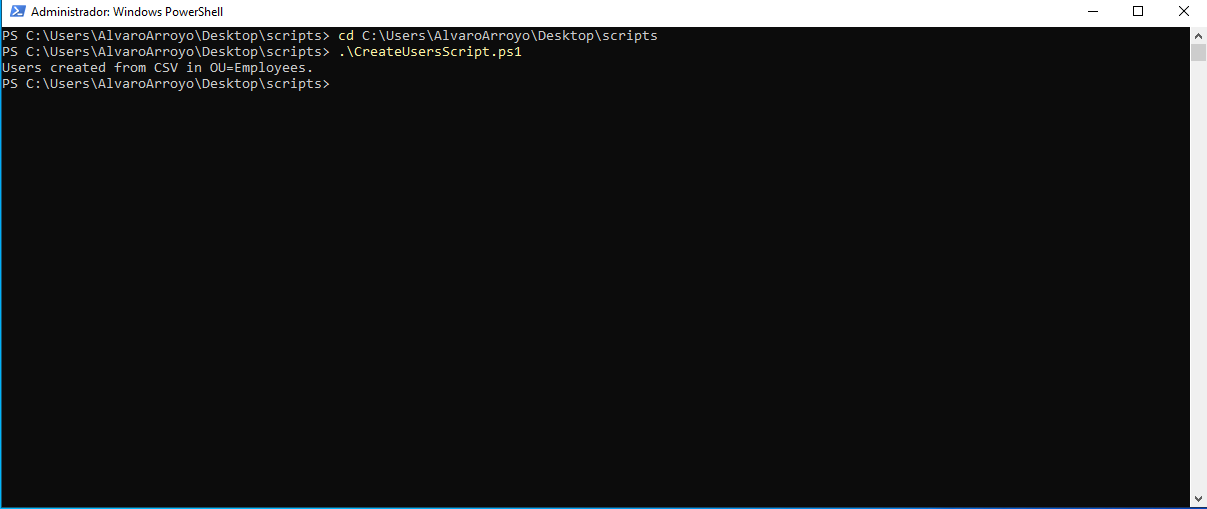 Administrador: Windows PowerShell
PS C:\Users\AlvaroArroyo\Desktop\scripts> cd C:\Users\AlvaroArroyo\Desktop\scripts
PS C:\Users\AlvaroArroyo\Desktop\scripts> .\CreateUsersScript.ps1
Users created from CSV in OU=Employees.
PS C:\Users\AlvaroArroyo\Desktop\scripts>